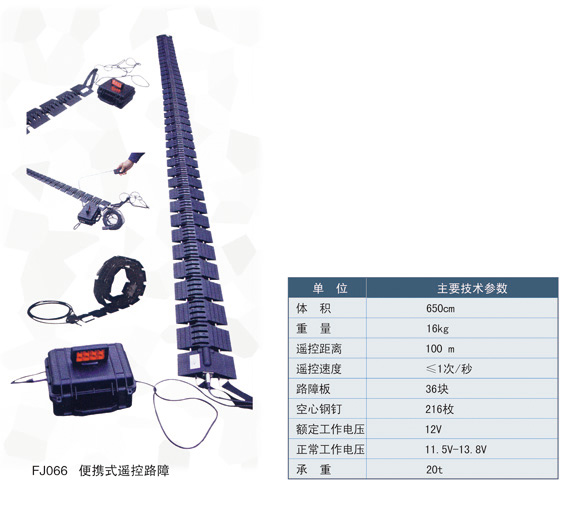 FJ066 便携式遥控路障
单 位 主要技术参数
体 积 650cm
重 量 16kg
遥控距离 100 m
遥控速度 ≤1次/秒
路障板 36块
空心钢钉 216枚
额定工作电压 12V
正常工作电压 11.5V-13.8V
承 重 20t